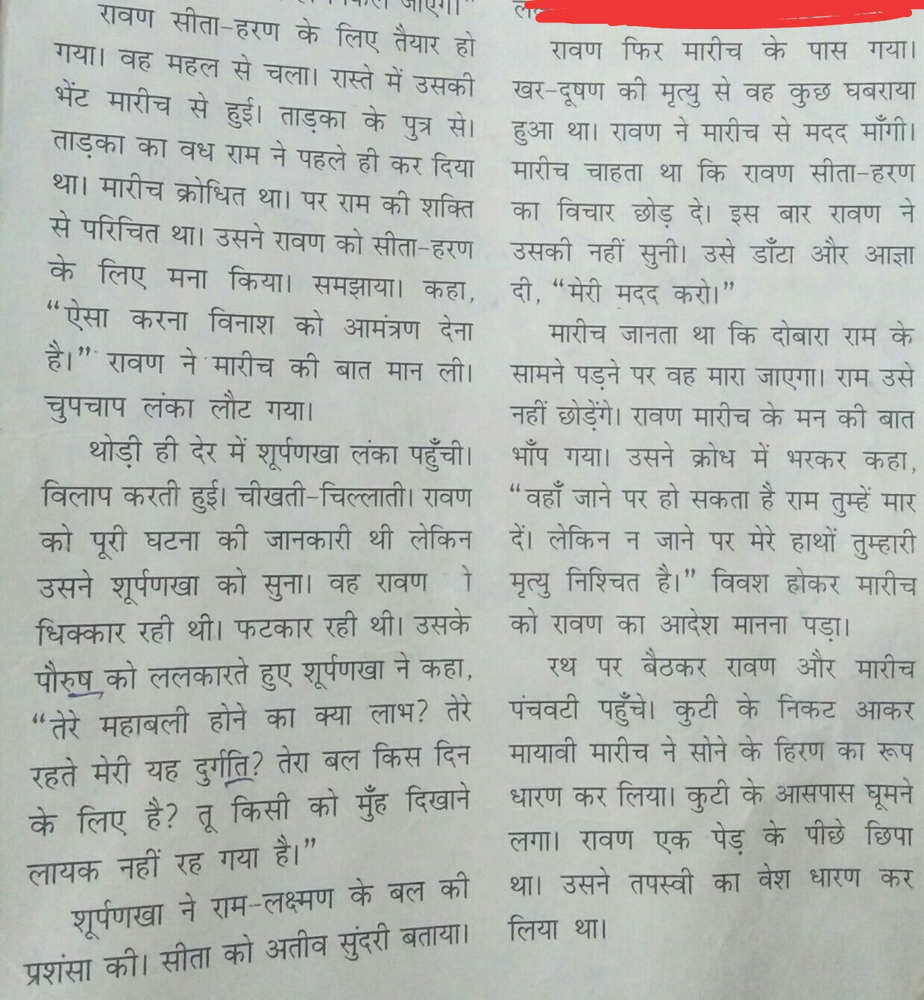 जाएगा।”
रावण सीता-हरण के लिए तैयार हो
गया। वह महल से चला। रास्ते में उसकी
भेंट मारीच से हुई। ताड़का के पुत्र से।
ताड़का का वध राम ने पहले ही कर दिया
था। मारीच क्रोधित था। पर राम की शक्ति
से परिचित था। उसने रावण को सीता-हरण
के लिए मना किया। समझाया। कहा,
“ऐसा करना विनाश को आमंत्रण देना
है।” रावण ने मारीच की बात मान ली।
चुपचाप लंका लौट गया।
थोड़ी ही देर में शूर्पणखा लंका पहुँची।
विलाप करती हुई। चीखती-चिल्लाती। रावण
को पूरी घटना की जानकारी थी लेकिन
उसने शूर्पणखा को सुना। वह रावण ो
धिक्कार रही थी। फटकार रही थी। उसके
पौरुष को ललकारते हुए शूर्पणखा ने कहा,
“तेरे महाबली होने का क्या लाभ? तेरे
रहते मेरी यह दुर्गति? तेरा बल किस दिन
के लिए है? तू किसी को मुँह दिखाने
लायक नहीं रह गया है।”
शूर्पणखा ने राम-लक्ष्मण के बल की
प्रशंसा की। सीता को अतीव सुंदरी बताया।
रावण फिर मारीच के पास गया।
खर-दूषण की मृत्यु से वह कुछ घबराया
हुआ था। रावण ने मारीच से मदद माँगी।
मारीच चाहता था कि रावण सीता-हरण
का विचार छोड़ दे। इस बार रावण ने
उसकी नहीं सुनी। उसे डाँटा और आज्ञा
दी, “मेरी मदद करो।”
मारीच जानता था कि दोबारा राम के
सामने पड़ने पर वह मारा जाएगा। राम उसे
नहीं छोड़ेंगे। रावण मारीच के मन की बात
भाँप गया। उसने क्रोध में भरकर कहा,
“वहाँ जाने पर हो सकता है राम तुम्हें मार
दें। लेकिन न जाने पर मेरे हाथों तुम्हारी
मृत्यु निश्चित है।” विवश होकर मारीच
को रावण का आदेश मानना पड़ा।
रथ पर बैठकर रावण और मारीच
पंचवटी पहुँचे। कुटी के निकट आकर
मायावी मारीच ने सोने के हिरण का रूप
धारण कर लिया। कुटी के आसपास घूमने
लगा। रावण एक पेड़ के पीछे छिपा
था। उसने तपस्वी का वेश धारण कर
लिया था।